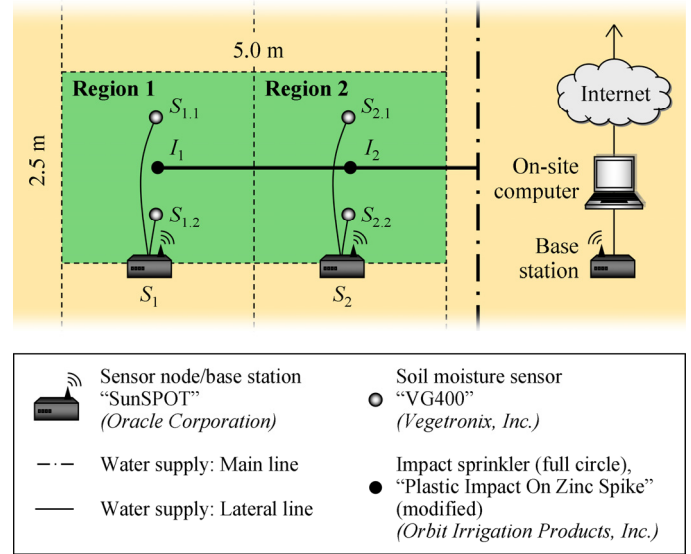 5.0 m
Region 1
Region 2
S1.1
S2.1
Internet
2.5 m
I1
I2
On-site
computer
S1.2
S2.2
Base
station
S1
S2
Sensor node/base station
“SunSPOT”
(Oracle Corporation)
Soil moisture sensor
“VG400”
(Vegetronix, Inc.)
Water supply: Main line
Water supply: Lateral line
Impact sprinkler (full circle),
“Plastic Impact On Zinc Spike”
(modified)
(Orbit Irrigation Products, Inc.)